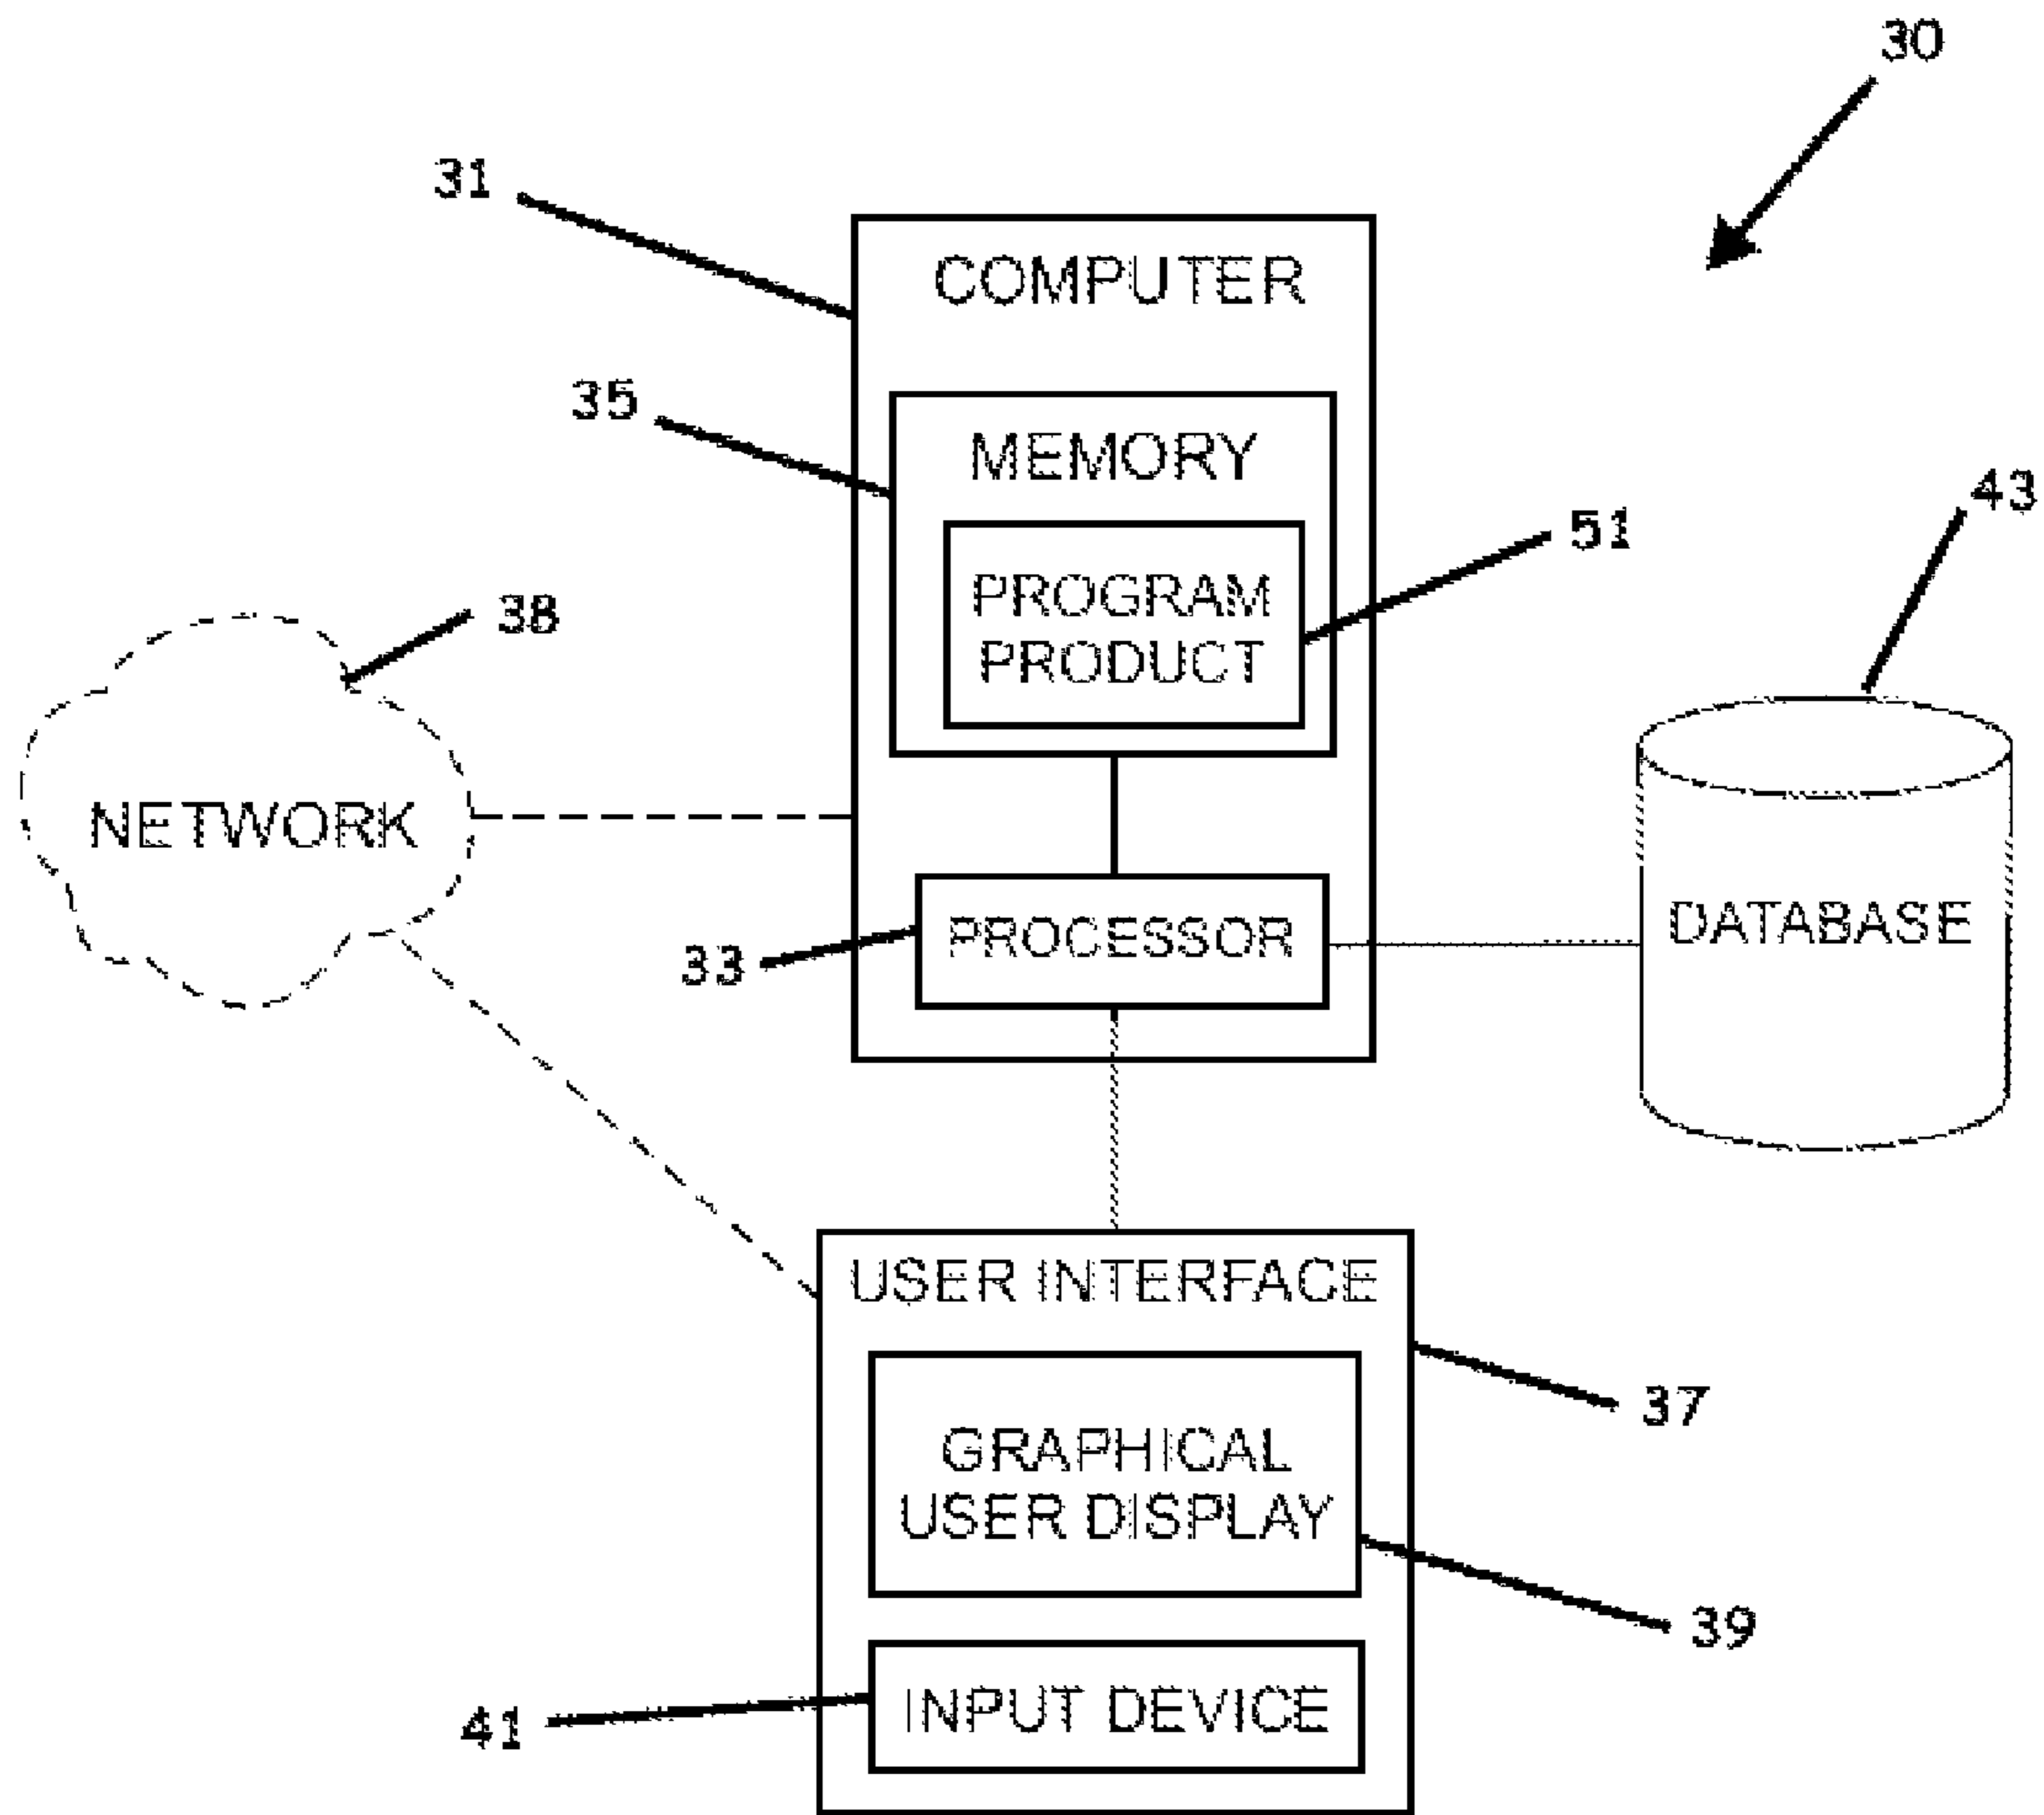 30
31
COMPUTER
35
MEMORY
43
51
PROGRAM
PRODUCT
38
NETWORK
DATABASE
PROCESSOR
33
USER INTERFACE
37
GRAPHICAL
USER DISPLAY
39
INPUT DEVICE
41